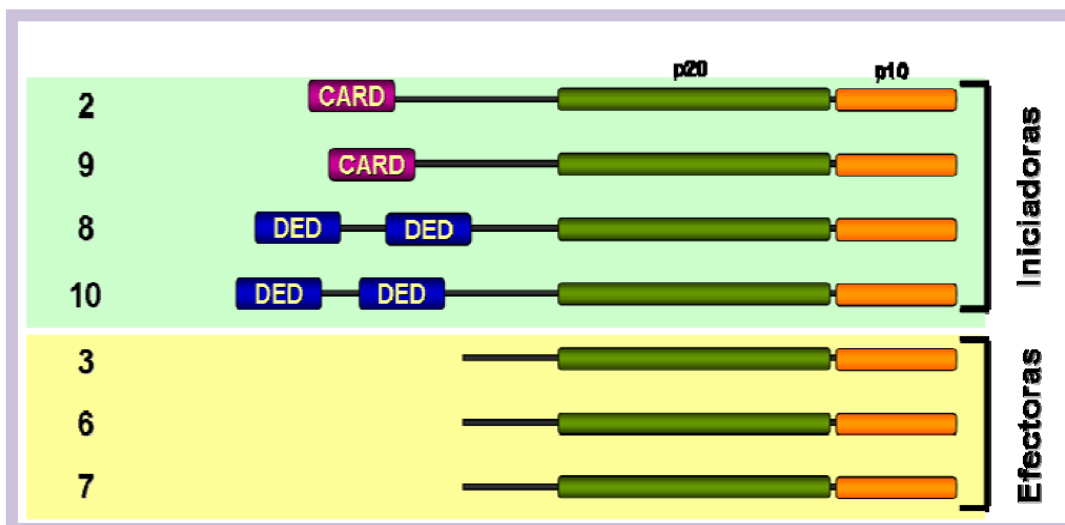 p20 p10
2 CARD
9 CARD
8 DED DED
10 DED DED
Iniciadoras
3
6
7
Efectoras